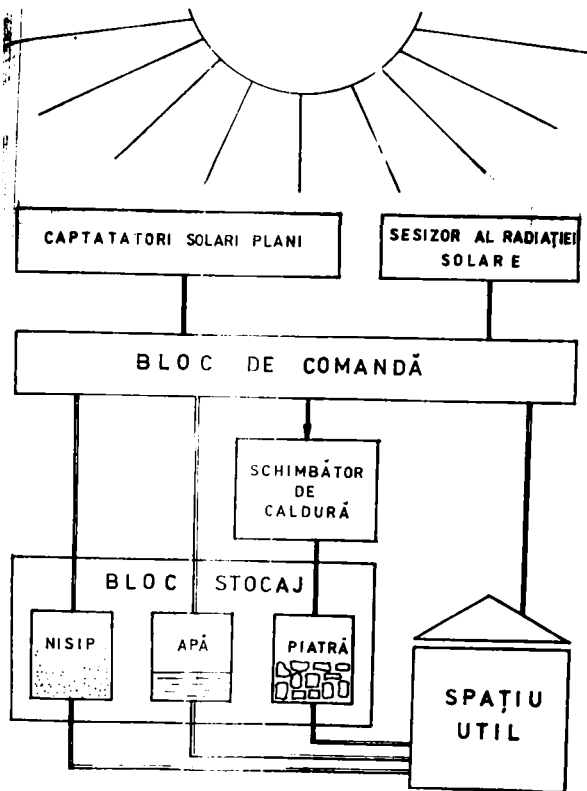 CAPTATATORI SOLARI PLANI
SESIZOR AL RADIAȚIEI
SOLARE
BLOC DE COMANDĂ
SCHIMBĂTOR
DE
CALDURĂ
BLOC STOCAJ
NISIP
APĂ
PIATRĂ
SPAȚIU
UTIL